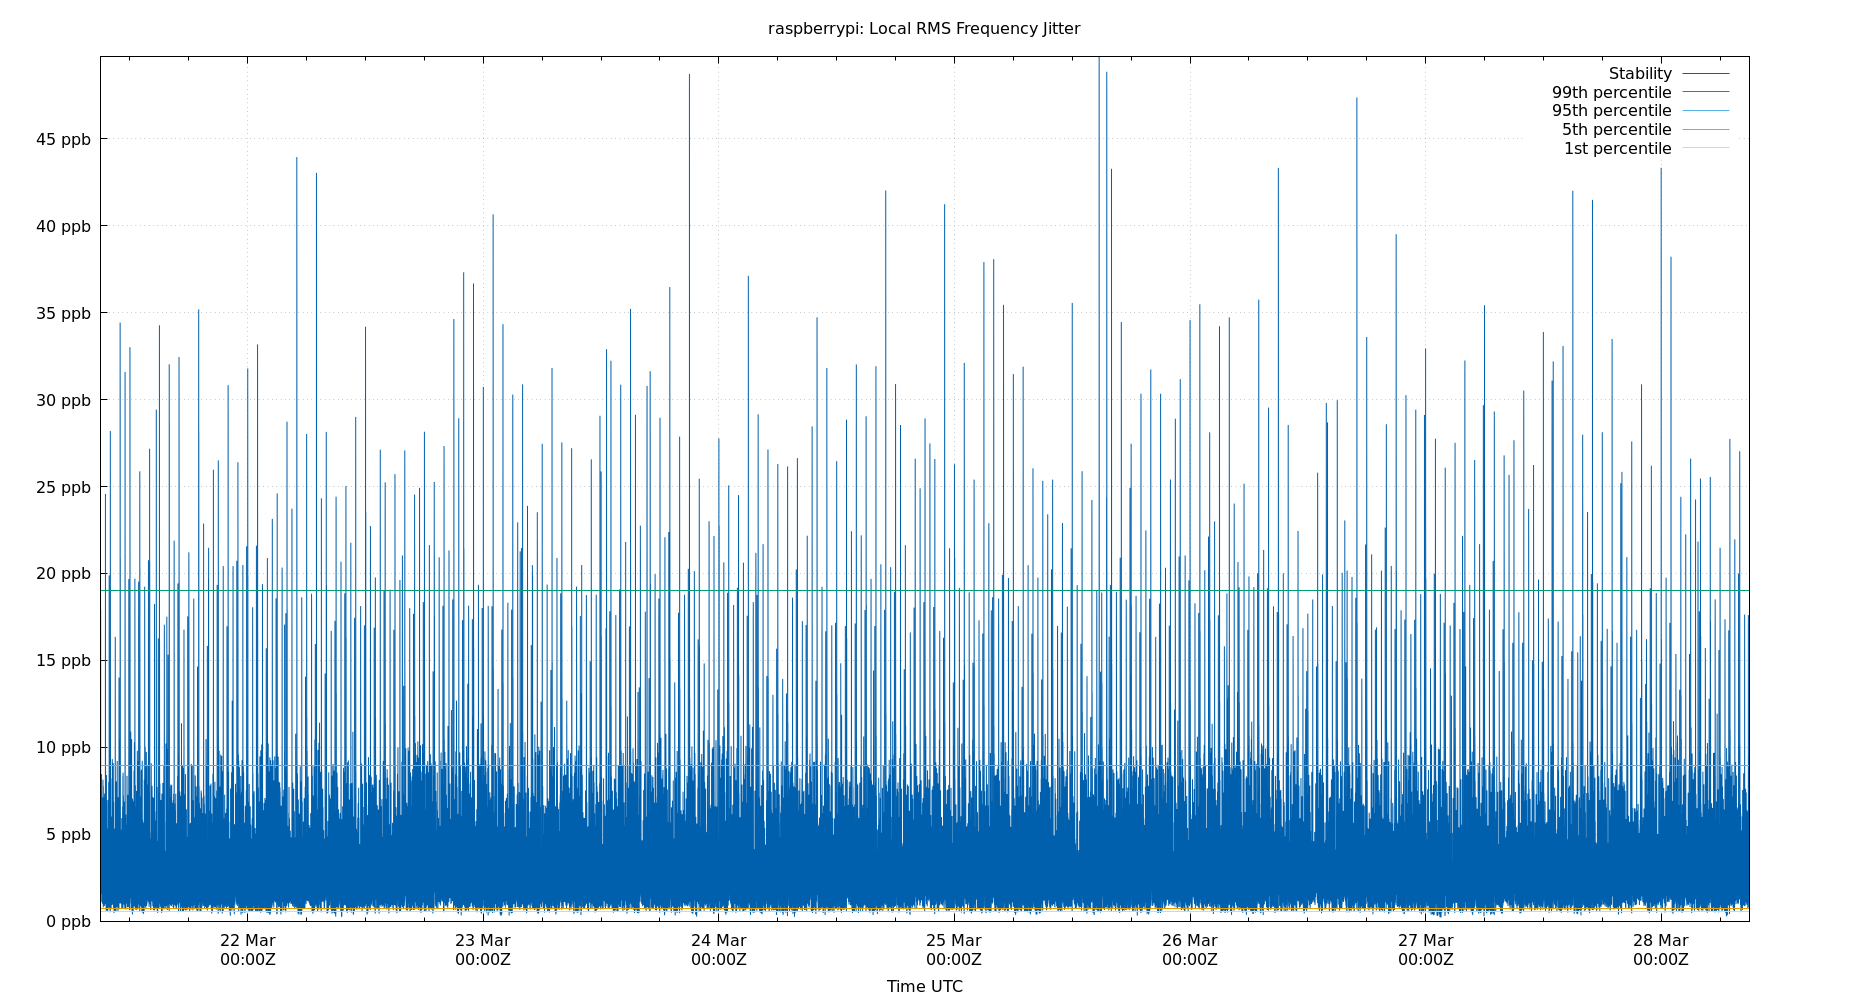 raspberrypi: Local RMS Frequency Jitter
Stability
99th percentile
95th percentile
5th percentile
1st percentile
45 ppb
40 ppb
35 ppb
30 ppb
25 ppb
20 ppb
15 ppb
10 ppb
5 ppb
0 ppb
22 Mar 23 Mar 24 Mar 25 Mar 26 Mar 27 Mar 28 Mar
00:00Z 00:00Z 00:00Z 00:00Z 00:00Z 00:00Z 00:00Z
Time UTC